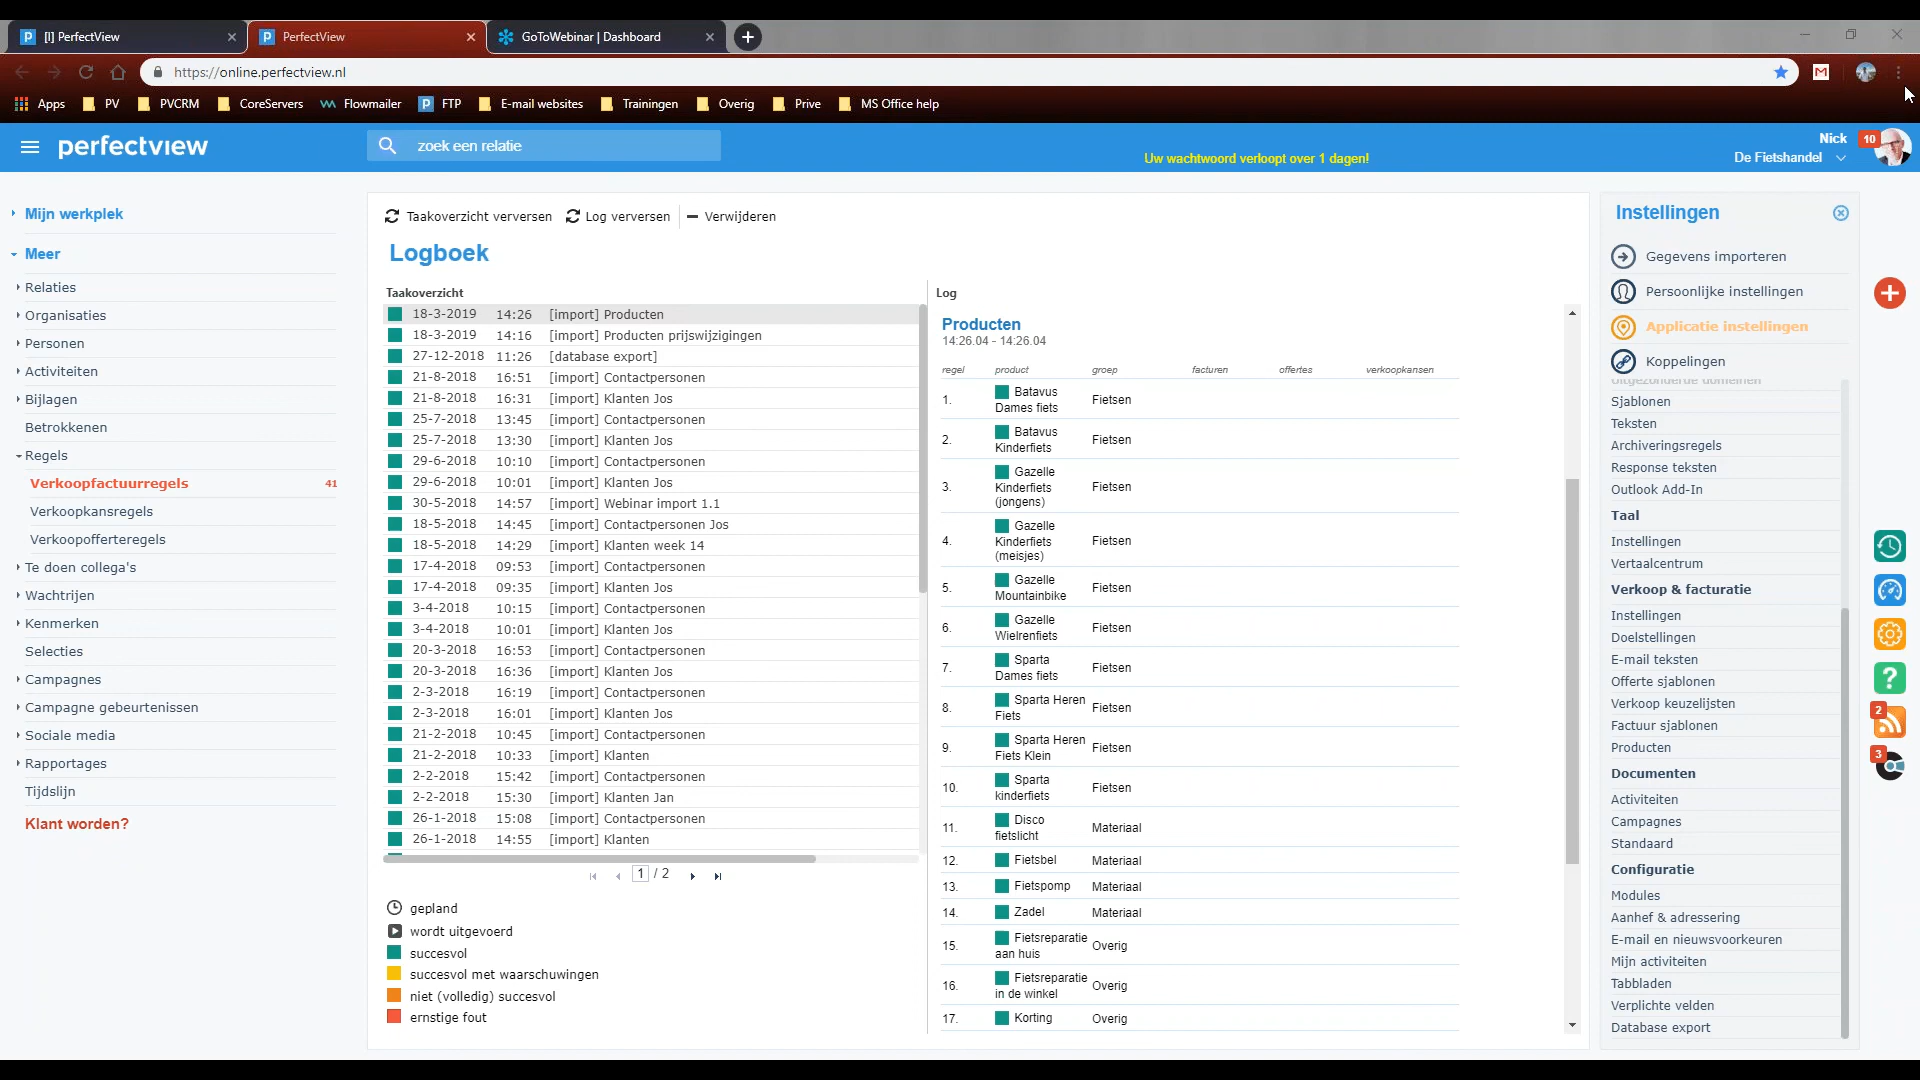 [I] PerfectView
PerfectView
GoToWebinar | Dashboard
https://online.perfectview.nl
Apps
PV
PVCRM
CoreServers
Flowmailer
FTP
E-mail websites
Trainingen
Overig
Prive
MS Office help
perfectview
zoek een relatie
Uw wachtwoord verloopt over 1 dagen!
Nick
10
De Fietshandel
Mijn werkplek
Meer
Relaties
Organisaties
Personen
Activiteiten
Bijlagen
Betrokkenen
Regels
Verkoopfactuurregels 41
Verkoopkansregels
Verkoopofferteregels
Te doen collega's
Wachtrijen
Kenmerken
Selecties
Campagnes
Campagne gebeurtenissen
Sociale media
Rapportages
Tijdslijn
Klant worden?
Taakoverzicht verversen
Log verversen
Verwijderen
Logboek
Taakoverzicht
18-3-2019 14:26 [import] Producten
18-3-2019 14:16 [import] Producten prijswijzigingen
27-12-2018 11:26 [database export]
21-8-2018 16:51 [import] Contactpersonen
21-8-2018 16:31 [import] Klanten Jos
25-7-2018 13:45 [import] Contactpersonen
25-7-2018 13:30 [import] Klanten Jos
29-6-2018 10:10 [import] Contactpersonen
29-6-2018 10:01 [import] Klanten Jos
30-5-2018 14:57 [import] Webinar import 1.1
18-5-2018 14:45 [import] Contactpersonen Jos
18-5-2018 14:29 [import] Klanten week 14
17-4-2018 09:53 [import] Contactpersonen
17-4-2018 09:35 [import] Klanten Jos
3-4-2018 10:15 [import] Contactpersonen
3-4-2018 10:01 [import] Klanten Jos
20-3-2018 16:53 [import] Contactpersonen
20-3-2018 16:36 [import] Klanten Jos
2-3-2018 16:19 [import] Contactpersonen
2-3-2018 16:01 [import] Klanten Jos
21-2-2018 10:45 [import] Contactpersonen
21-2-2018 10:33 [import] Klanten
2-2-2018 15:42 [import] Contactpersonen
2-2-2018 15:30 [import] Klanten Jan
26-1-2018 15:08 [import] Contactpersonen
26-1-2018 14:55 [import] Klanten
1 / 2
gepland
wordt uitgevoerd
succesvol
succesvol met waarschuwingen
niet (volledig) succesvol
ernstige fout
Log
Producten
14:26.04 - 14:26.04
regel product groep facturen offertes verkoopkansen
1. Batavus Dames fiets Fietsen
2. Batavus Kinderfiets Fietsen
3. Gazelle Kinderfiets (jongens) Fietsen
4. Gazelle Kinderfiets (meisjes) Fietsen
5. Gazelle Mountainbike Fietsen
6. Gazelle Wielrenfiets Fietsen
7. Sparta Dames fiets Fietsen
8. Sparta Heren Fiets Fietsen
9. Sparta Heren Fiets Klein Fietsen
10. Sparta kinderfiets Fietsen
11. Disco fietslicht Materiaal
12. Fietsbel Materiaal
13. Fietspomp Materiaal
14. Zadel Materiaal
15. Fietsreparatie aan huis Overig
16. Fietsreparatie in de winkel Overig
17. Korting Overig
Instellingen
Gegevens importeren
Persoonlijke instellingen
Applicatie instellingen
Koppelingen
Uitgezonderde domeinen
Sjablonen
Teksten
Archiveringsregels
Response teksten
Outlook Add-In
Taal
Instellingen
Vertaalcentrum
Verkoop & facturatie
Instellingen
Doelstellingen
E-mail teksten
Offerte sjablonen
Verkoop keuzelijsten
Factuur sjablonen
Producten
Documenten
Activiteiten
Campagnes
Standaard
Configuratie
Modules
Aanhef & adressering
E-mail en nieuwsvoorkeuren
Mijn activiteiten
Tabbladen
Verplichte velden
Database export
2
3